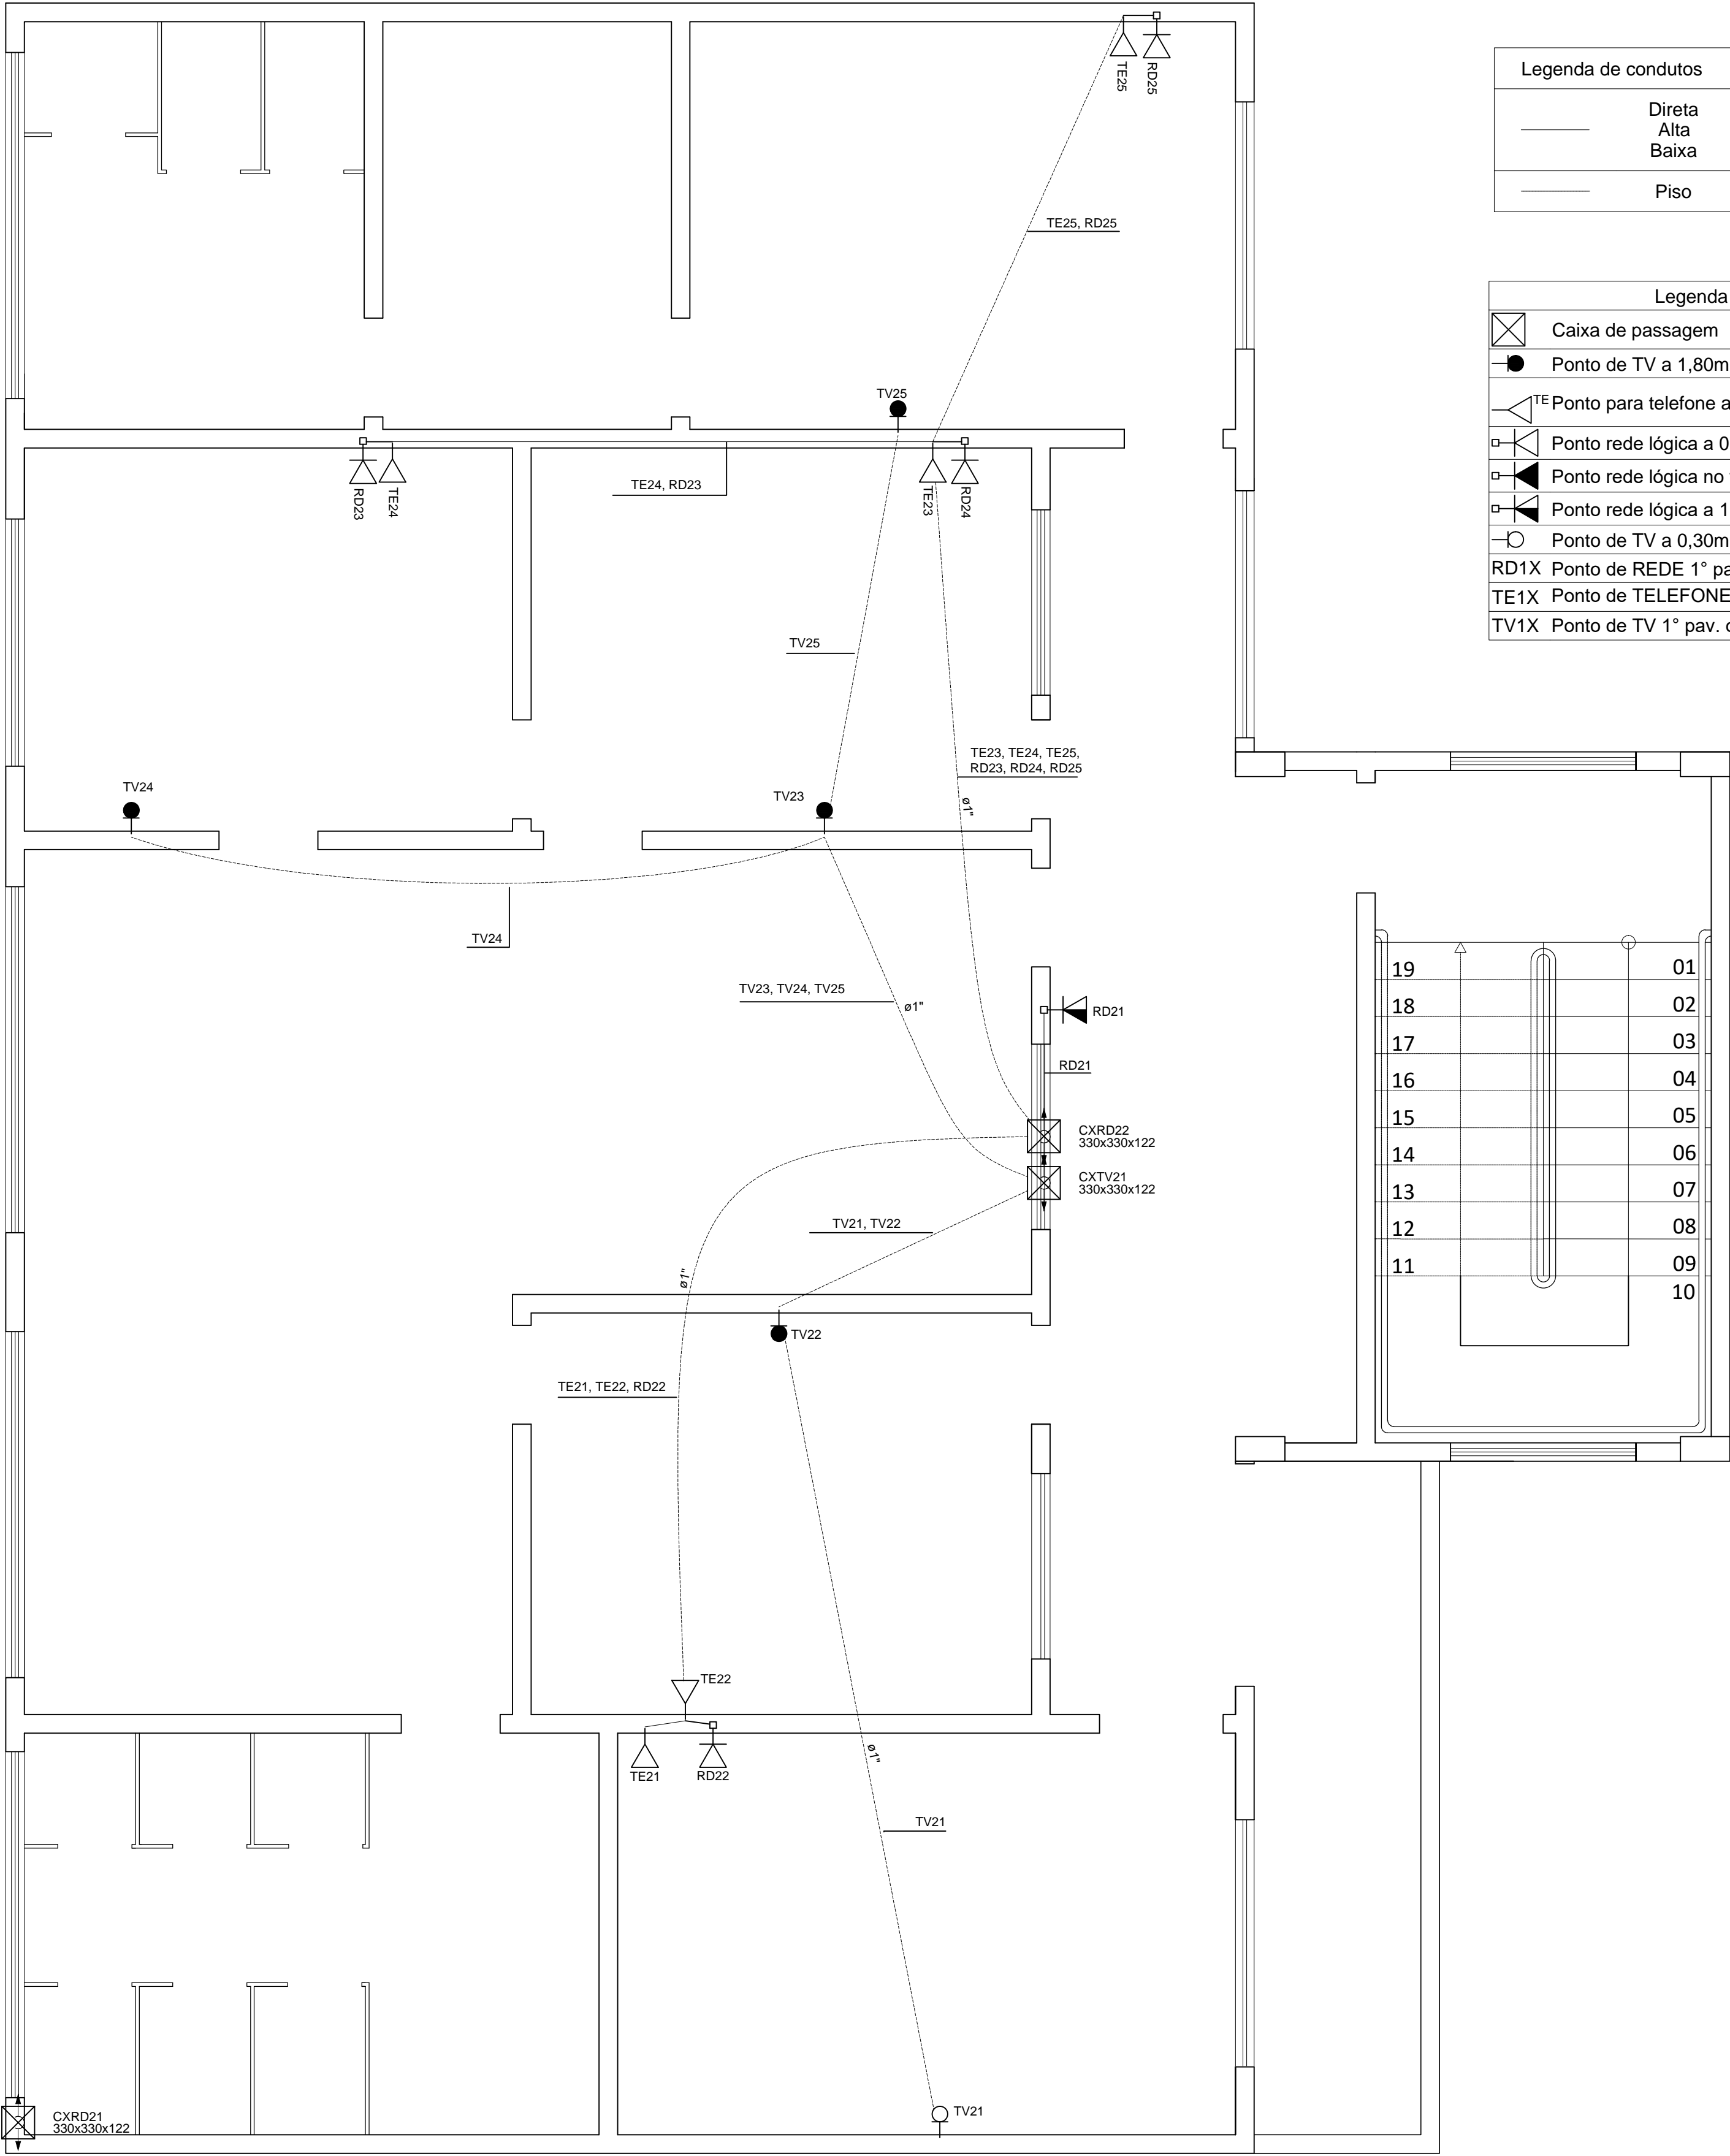 TE25
RD25
Legenda de condutos
Direta
Alta
Baixa
Piso
TE25, RD25
Legenda
Caixa de passagem
Ponto de TV a 1,80m
TE Ponto para telefone a
Ponto rede lógica a 0
Ponto rede lógica no
Ponto rede lógica a 1
Ponto de TV a 0,30m
RD1X Ponto de REDE 1° pa
TE1X Ponto de TELEFONE
TV1X Ponto de TV 1° pav.
TV25
RD23
TE24
TE24, RD23
TE23
RD24
TV25
TE23, TE24, TE25,
RD23, RD24, RD25
ø1"
TV24
TV23
TV24
TV23, TV24, TV25
ø1"
RD21
RD21
CXRD22
330x330x122
CXTV21
330x330x122
TV21, TV22
ø1"
TV22
TE21, TE22, RD22
19 01
18 02
17 03
16 04
15 05
14 06
13 07
12 08
11 09
10
TE22
TE21
RD22
ø1"
TV21
TV21
CXRD21
330x330x122